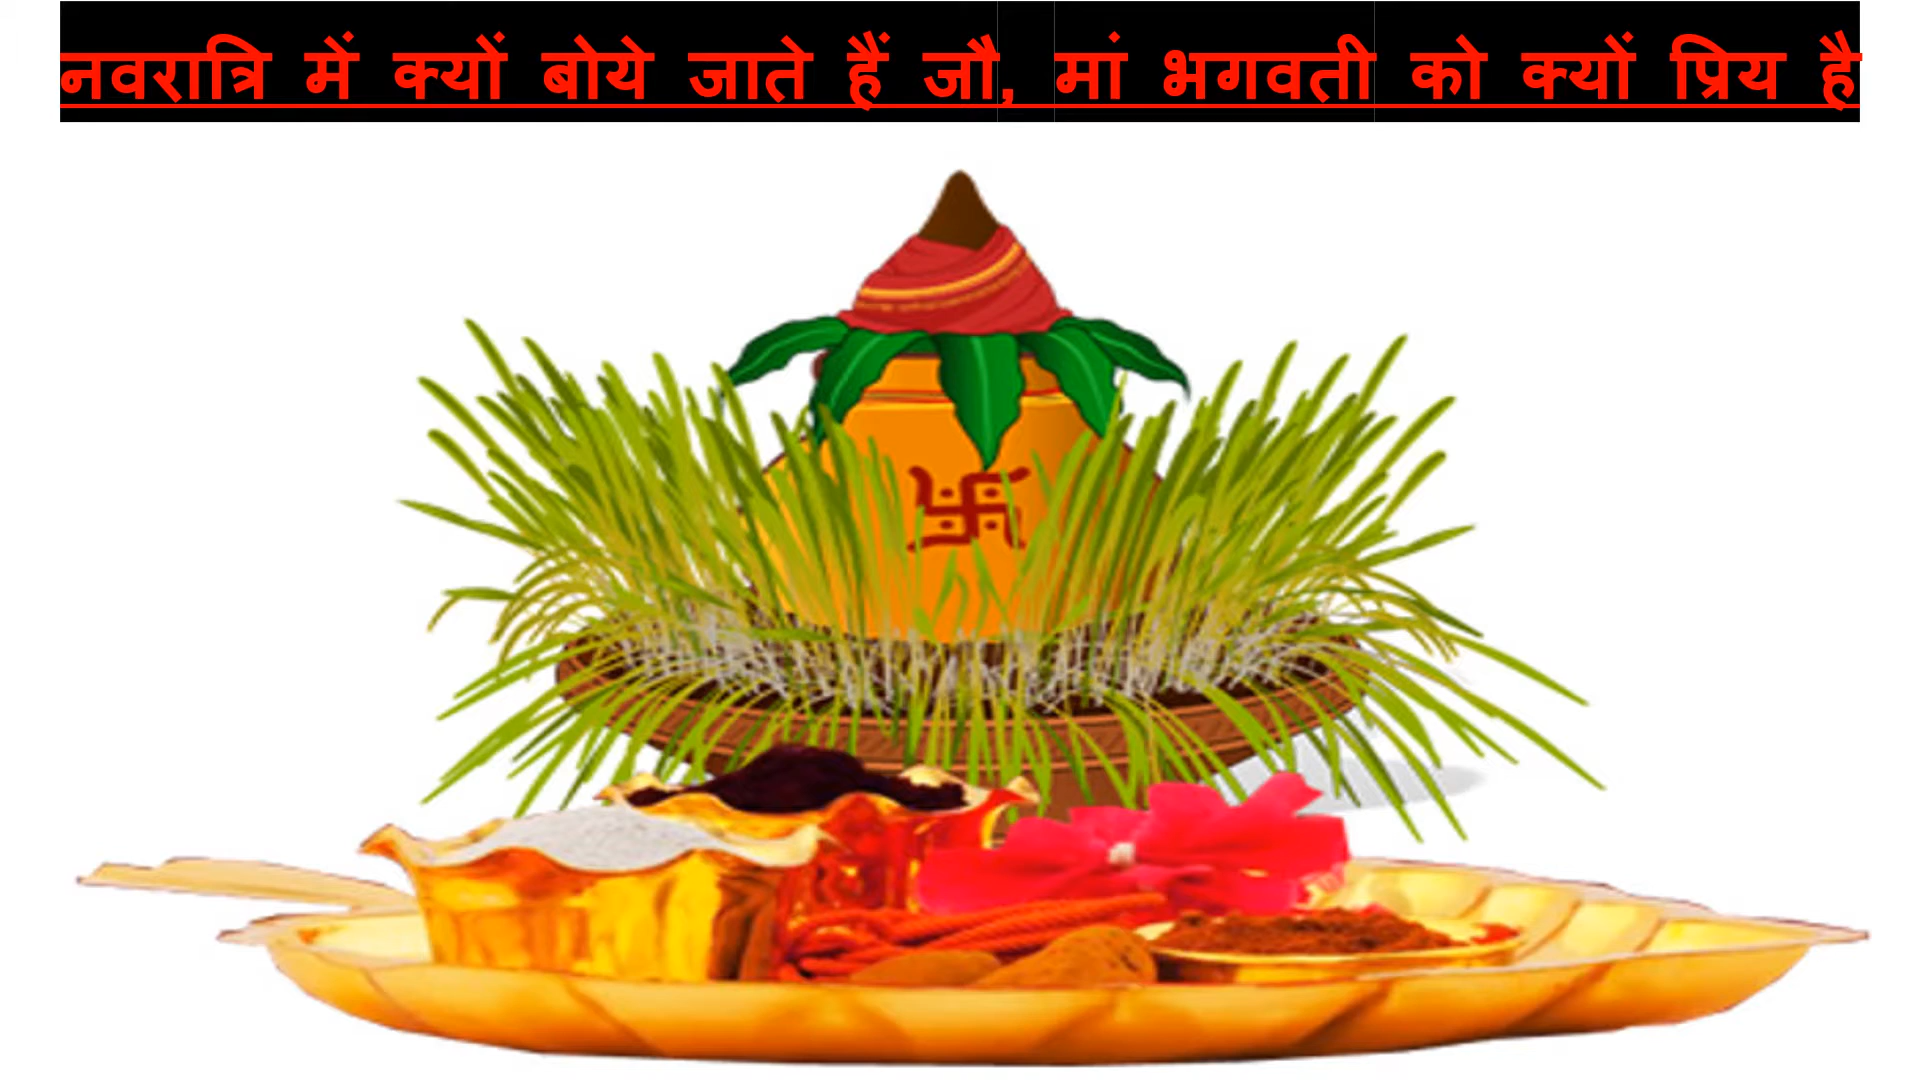 नवरात्रि में क्यों बोये जाते हैं जौ, मां भगवती को क्यों प्रिय है